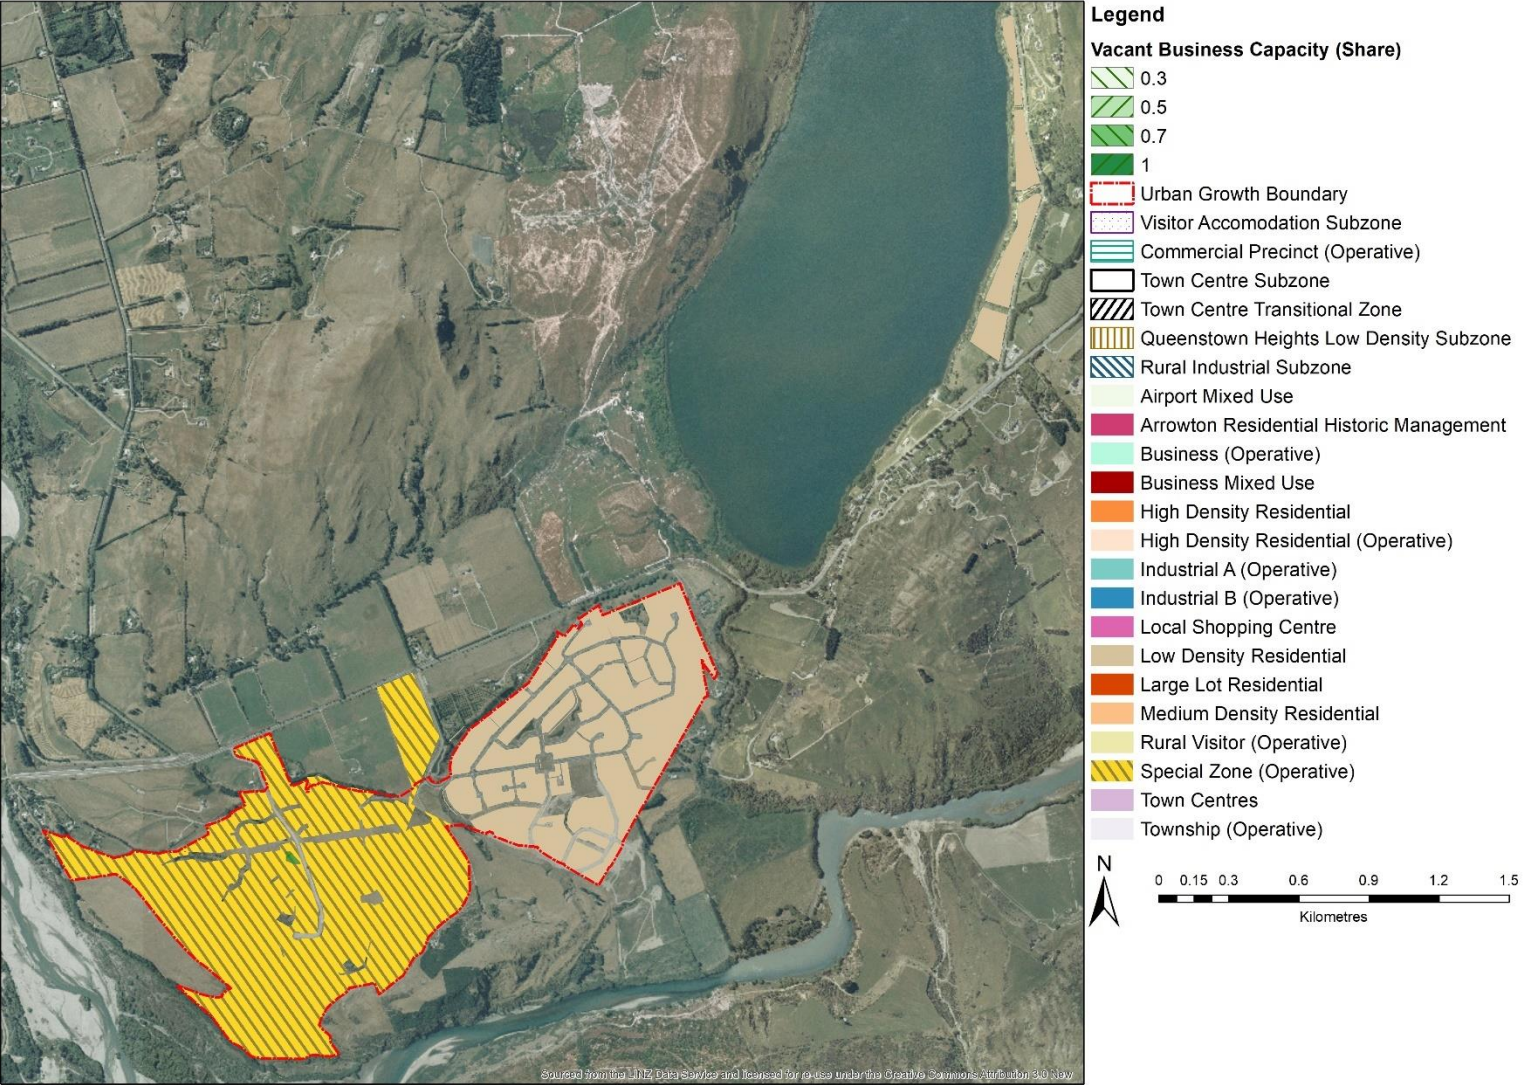 Legend
Vacant Business Capacity (Share)
0.3
0.5
0.7
1
Urban Growth Boundary
Visitor Accomodation Subzone
Commercial Precinct (Operative)
Town Centre Subzone
Town Centre Transitional Zone
Queenstown Heights Low Density Subzone
Rural Industrial Subzone
Airport Mixed Use
Arrowton Residential Historic Management
Business (Operative)
Business Mixed Use
High Density Residential
High Density Residential (Operative)
Industrial A (Operative)
Industrial B (Operative)
Local Shopping Centre
Low Density Residential
Large Lot Residential
Medium Density Residential
Rural Visitor (Operative)
Special Zone (Operative)
Town Centres
Township (Operative)
N
0 0.15 0.3 0.6 0.9 1.2 1.5
Kilometres
Sourced from the LINZ Data Service and licensed for re-use under the Creative Commons Attribution 3.0 New